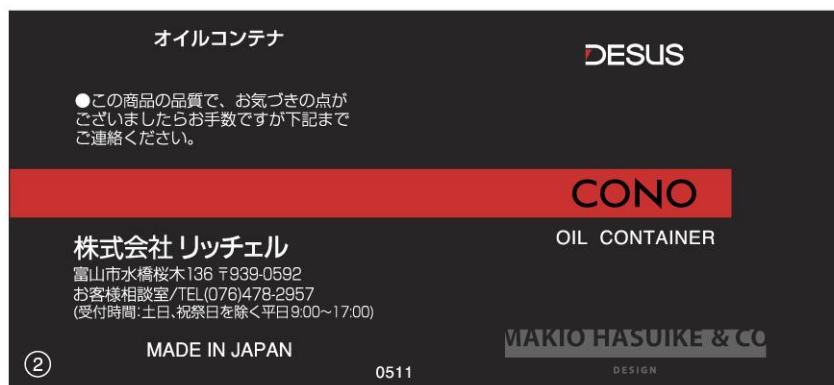 オイルコンテナ
●この商品の品質で、お気づきの点が
ございましたらお手数ですが下記まで
ご連絡ください。
株式会社 リッチェル
富山市水橋桜木136 〒939-0592
お客様相談室/TEL(076)478-2957
(受付時間:土日、祝祭日を除く平日9:00~17:00)
MADE IN JAPAN
②
0511
DESUS
CONO
OIL CONTAINER
MAKIO HASUIKE & CO
DESIGN